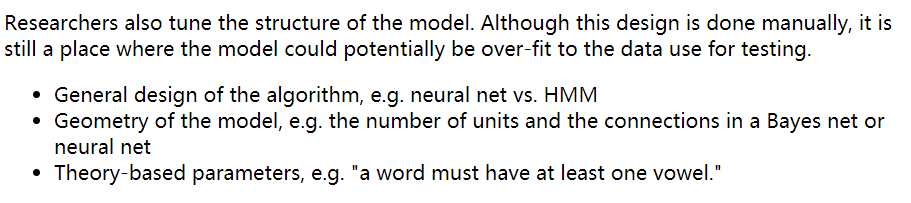 Researchers also tune the structure of the model. Although this design is done manually, it is
still a place where the model could potentially be over-fit to the data use for testing.
• General design of the algorithm, e.g. neural net vs. HMM
• Geometry of the model, e.g. the number of units and the connections in a Bayes net or
neural net
• Theory-based parameters, e.g. "a word must have at least one vowel."